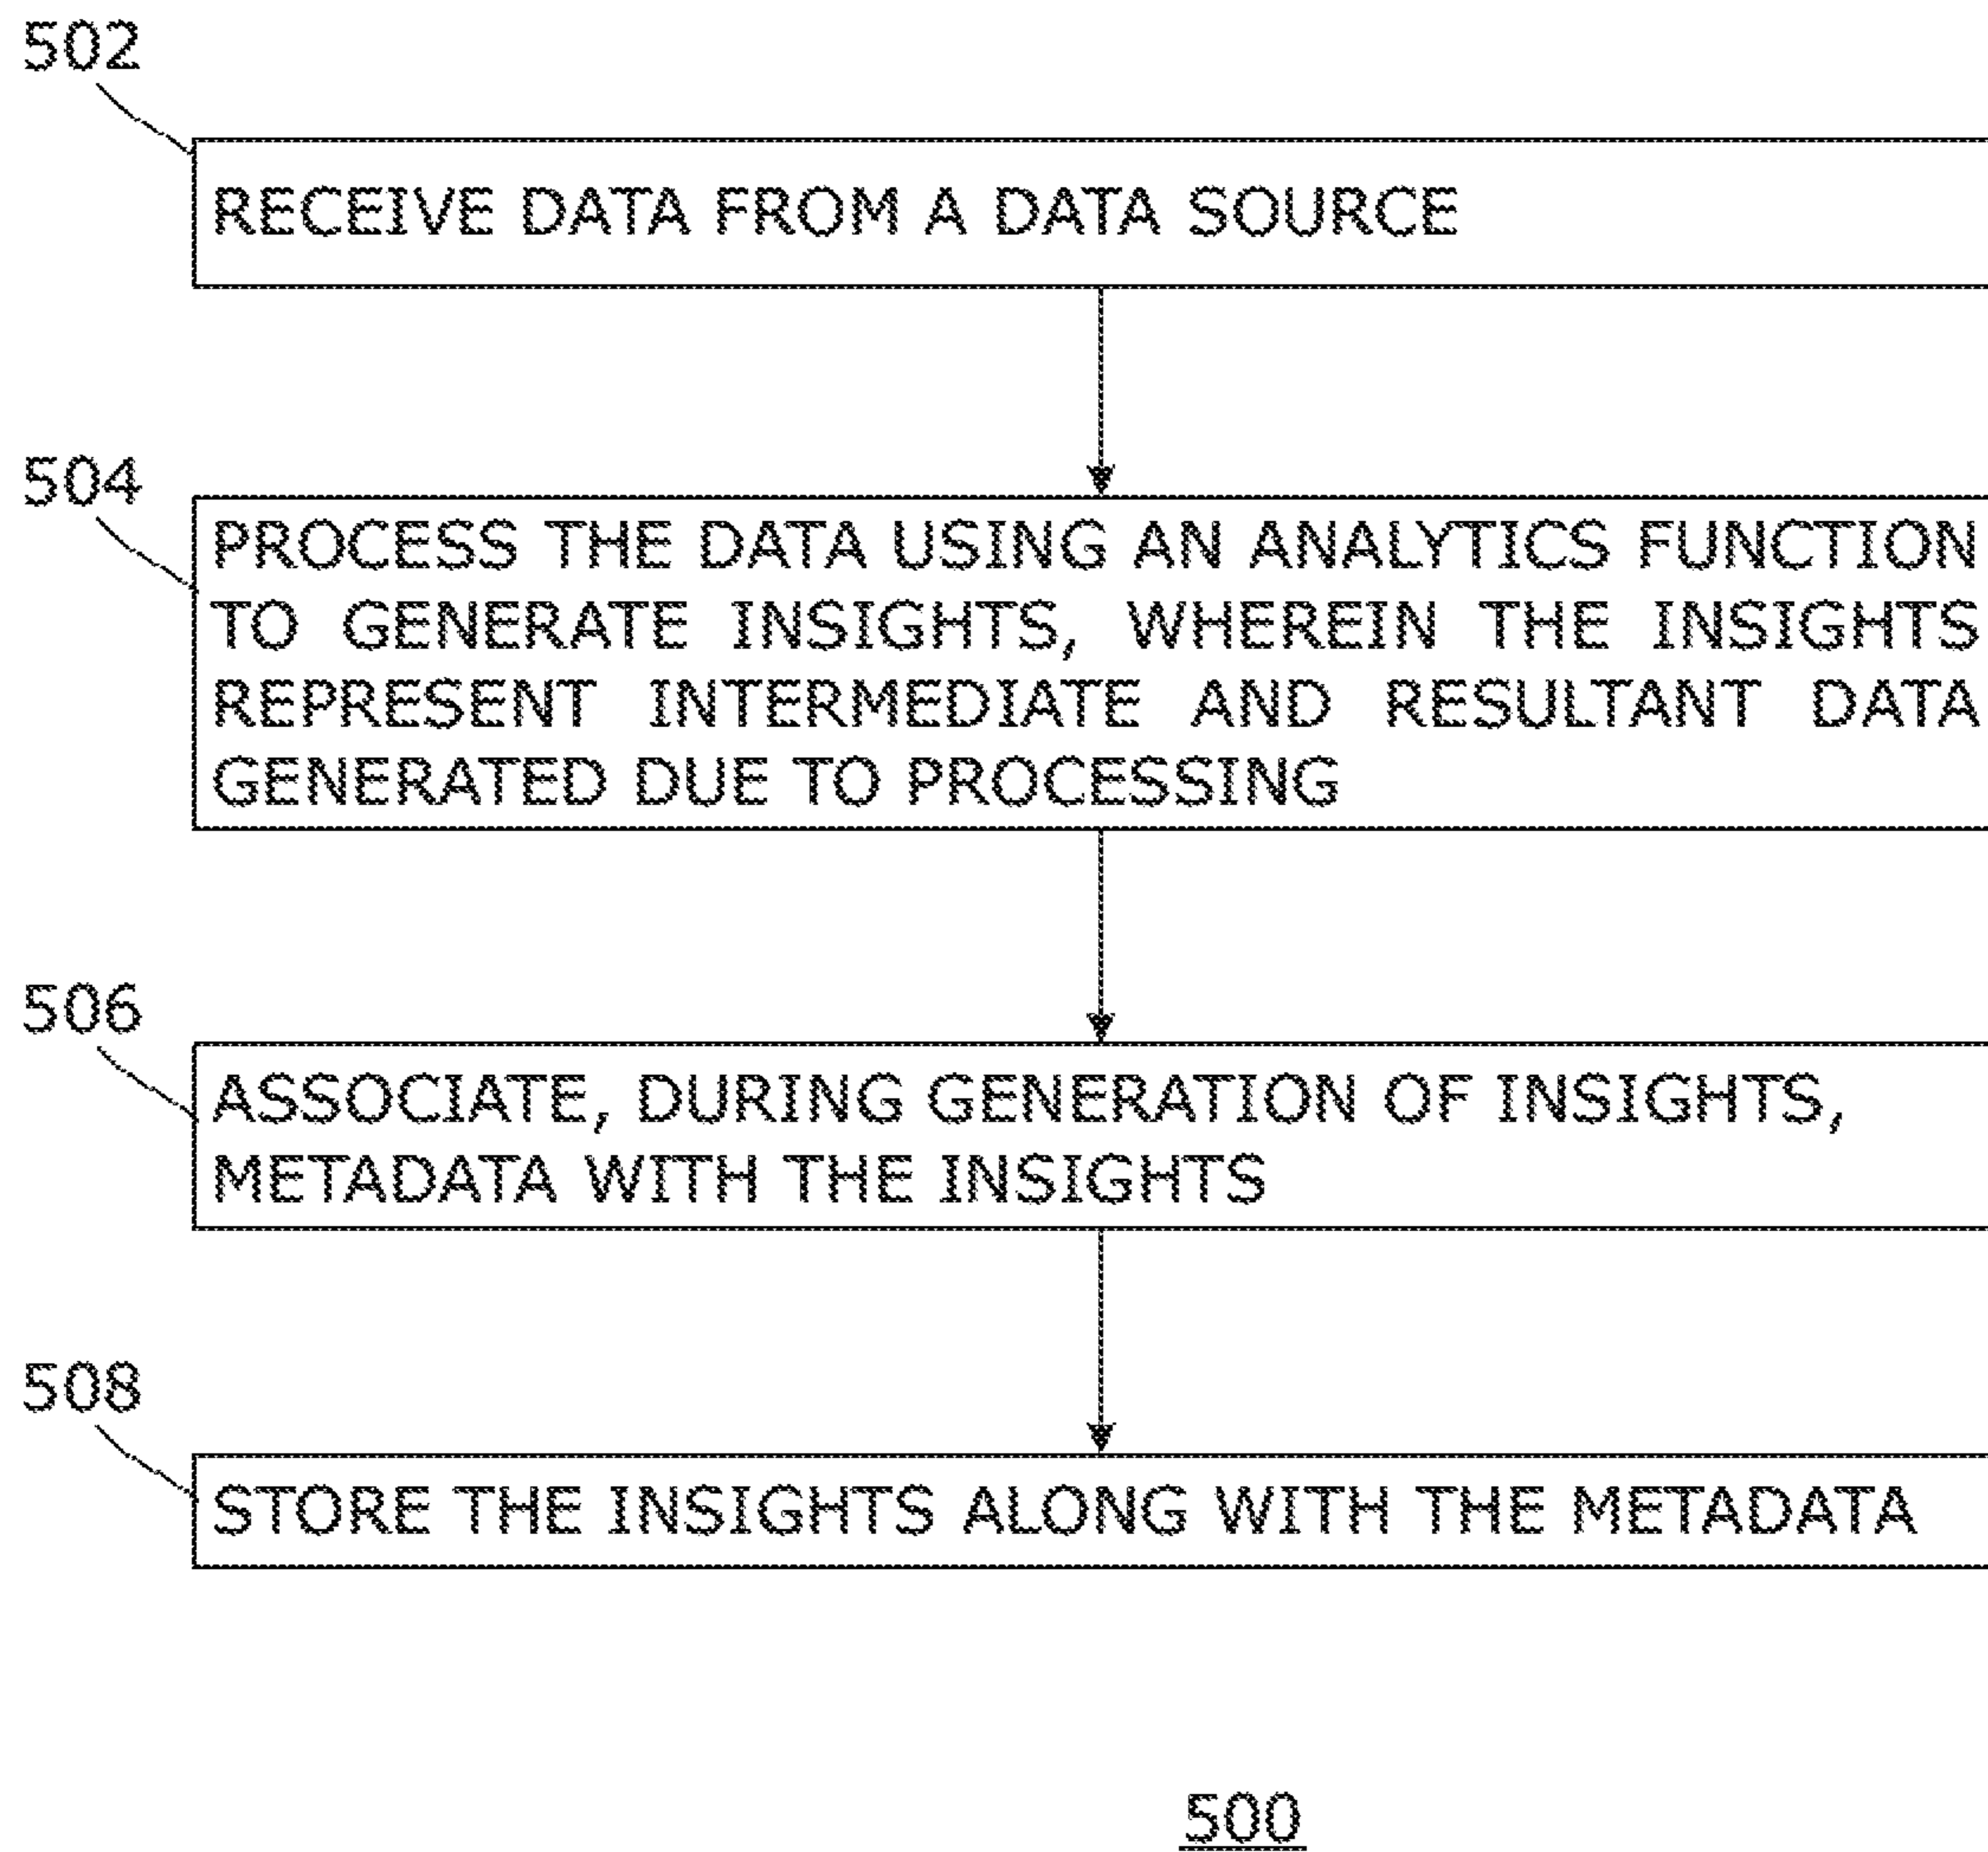 502
RECEIVE DATA FROM A DATA SOURCE
504
PROCESS THE DATA USING AN ANALYTICS FUNCTION
TO GENERATE INSIGHTS, WHEREIN THE INSIGHTS
REPRESENT INTERMEDIATE AND RESULTANT DATA
GENERATED DUE TO PROCESSING
506
ASSOCIATE, DURING GENERATION OF INSIGHTS,
METADATA WITH THE INSIGHTS
508
STORE THE INSIGHTS ALONG WITH THE METADATA
500